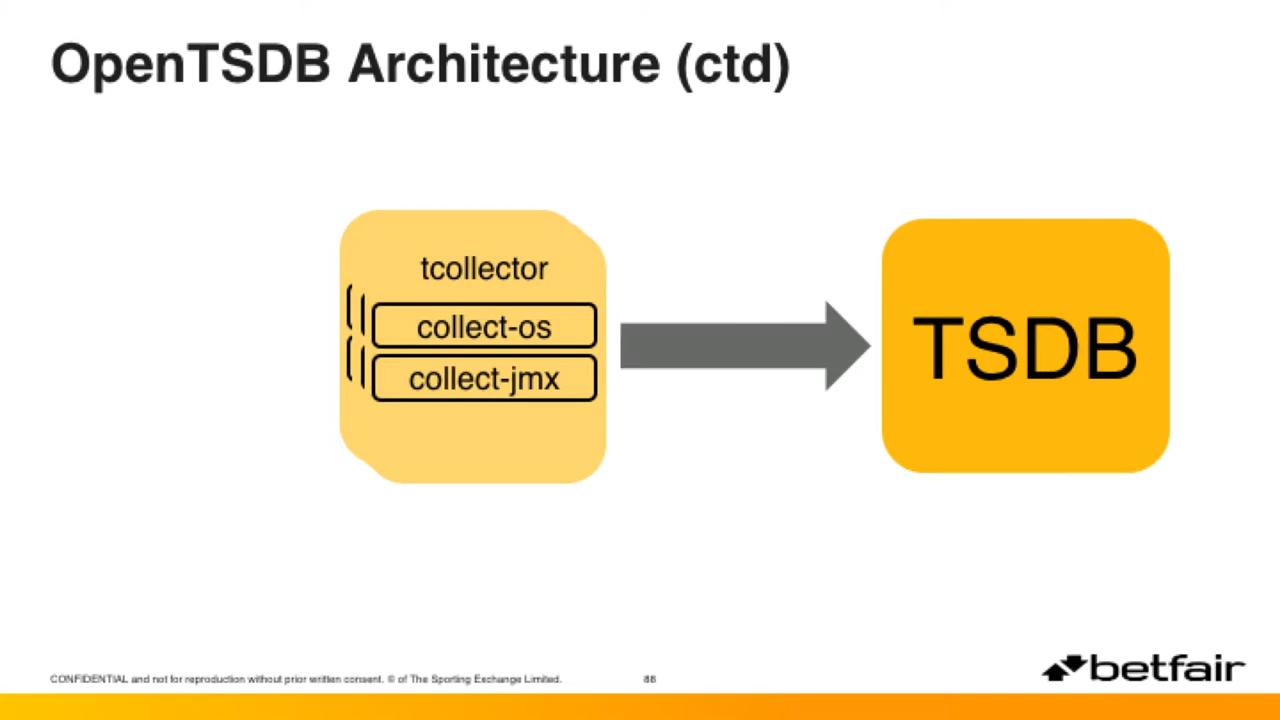 OpenTSDB Architecture (ctd)
tcollector
collect-os
collect-jmx
TSDB
CONFIDENTIAL and not for reproduction without prior written consent. © of The Sporting Exchange Limited.
88
betfair